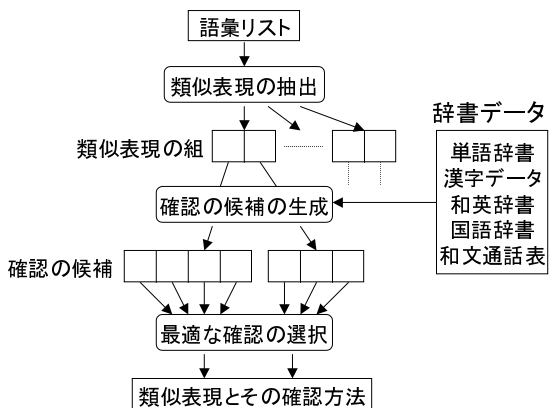 語彙リスト
類似表現の抽出
辞書データ
類似表現の組
単語辞書
漢字データ
和英辞書
国語辞書
和文通話表
確認の候補の生成
確認の候補
最適な確認の選択
類似表現とその確認方法